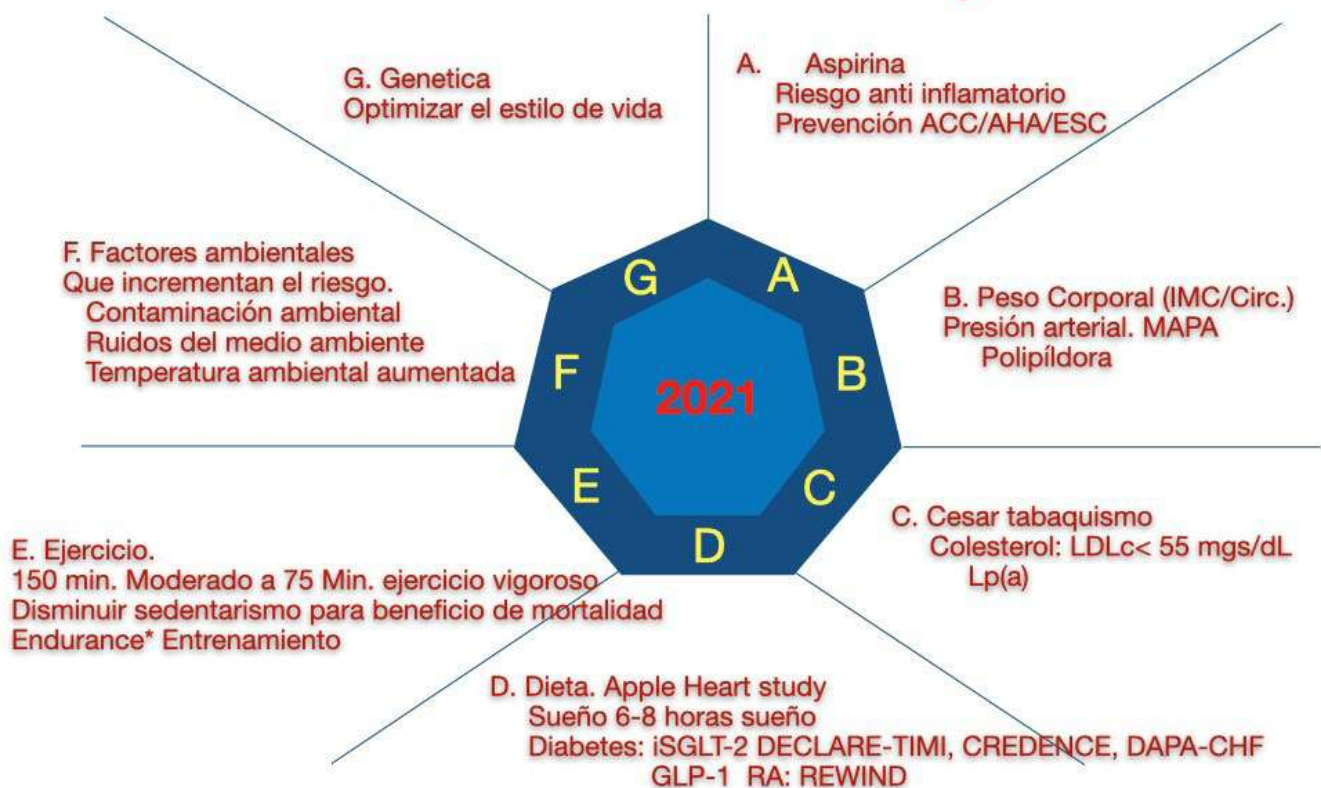 G. Genetica
Optimizar el estilo de vida
A. Aspirina
Riesgo anti inflamatorio
Prevención ACC/AHA/ESC
F. Factores ambientales
Que incrementan el riesgo.
Contaminación ambiental
Ruidos del medio ambiente
Temperatura ambiental aumentada
B. Peso Corporal (IMC/Circ.)
Presión arterial. MAPA
Polipíldora
G
A
F
B
2021
E
C
D
C. Cesar tabaquismo
Colesterol: LDLc< 55 mgs/dL
Lp(a)
E. Ejercicio.
150 min. Moderado a 75 Min. ejercicio vigoroso
Disminuir sedentarismo para beneficio de mortalidad
Endurance* Entrenamiento
D. Dieta. Apple Heart study
Sueño 6-8 horas sueño
Diabetes: iSGLT-2 DECLARE-TIMI, CREDENCE, DAPA-CHF
GLP-1 RA: REWIND